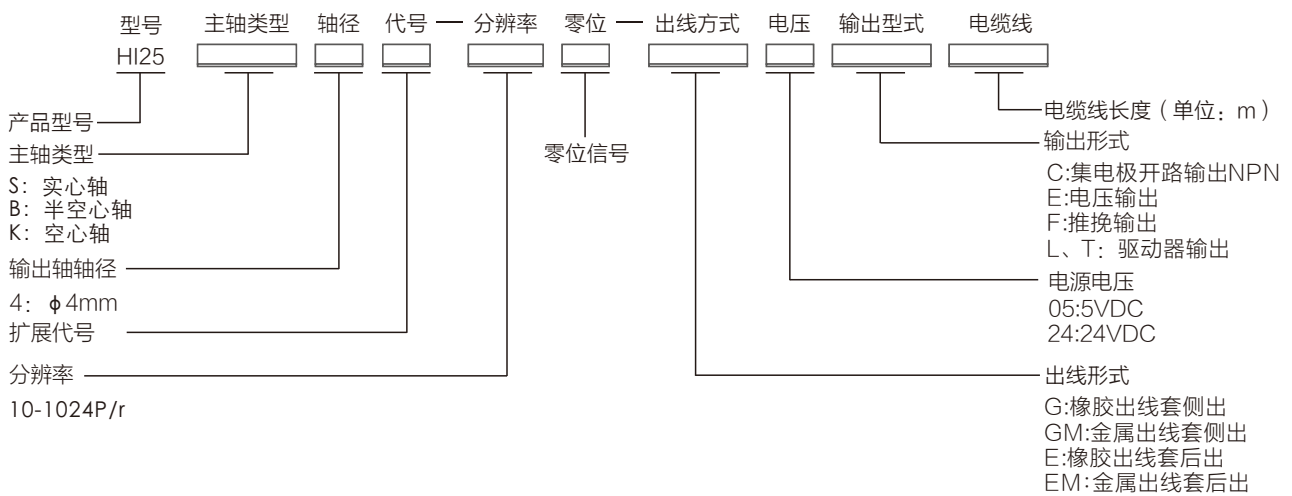 型号 主轴类型 轴径 代号 — 分辨率 零位 — 出线方式 电压 输出型式 电缆线
HI25
产品型号
主轴类型
S: 实心轴
B: 半空心轴
K: 空心轴
输出轴轴径
4: ϕ4mm
扩展代号
分辨率
10-1024P/r
零位信号
电缆线长度（单位：m）
输出形式
C:集电极开路输出NPN
E:电压输出
F:推挽输出
L、T: 驱动器输出
电源电压
05:5VDC
24:24VDC
出线形式
G:橡胶出线套侧出
GM:金属出线套侧出
E:橡胶出线套后出
EM:金属出线套后出